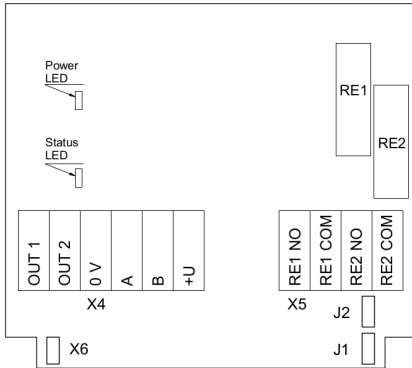 Power
LED
Status
LED
RE1
RE2
OUT 1
OUT 2
0 V
A
B
+U
RE1 NO
RE1 COM
RE2 NO
RE2 COM
X4
X5
J2
X6
J1